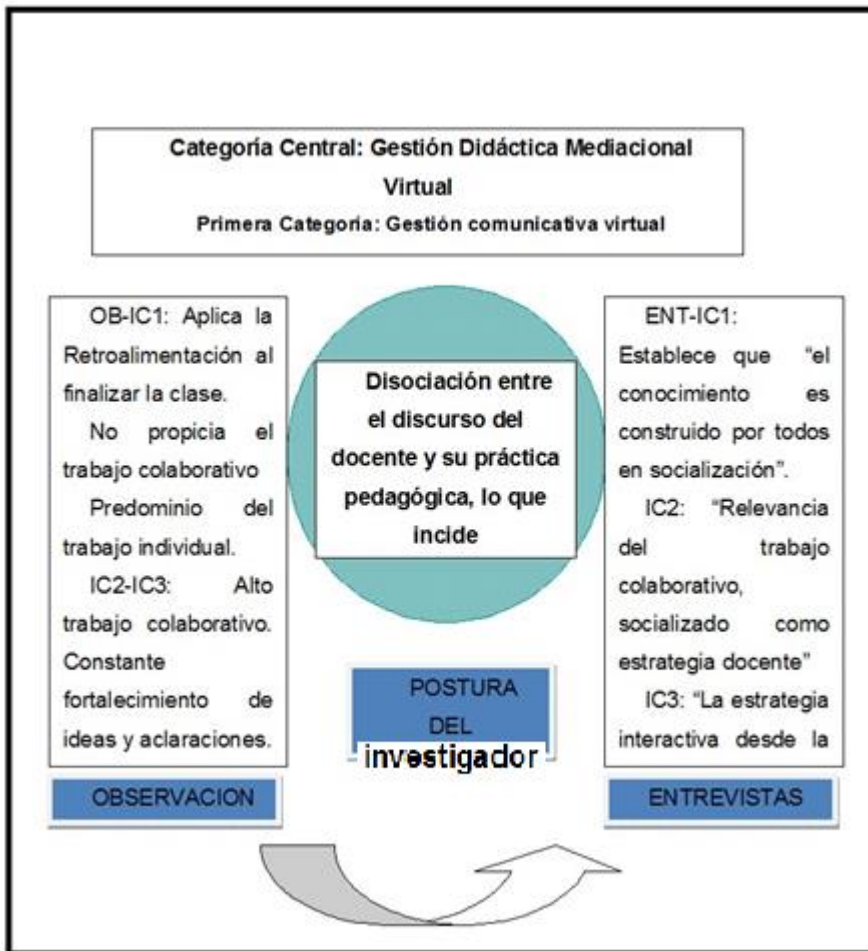 Categoría Central: Gestión Didáctica Mediacional
Virtual
Primera Categoría: Gestión comunicativa virtual
OB-IC1: Aplica la
Retroalimentación al
finalizar la clase.
No propicia el
trabajo colaborativo
Predominio del
trabajo individual.
IC2-IC3: Alto
trabajo colaborativo.
Constante
fortalecimiento de
ideas y aclaraciones.
OBSERVACION
Disociación entre
el discurso del
docente y su práctica
pedagógica, lo que
incide
POSTURA
DEL
investigador
ENT-IC1:
Establece que “el
conocimiento es
construido por todos
en socialización”.
IC2: “Relevancia
del trabajo
colaborativo,
socializado como
estrategia docente”
IC3: “La estrategia
interactiva desde la
ENTREVISTAS